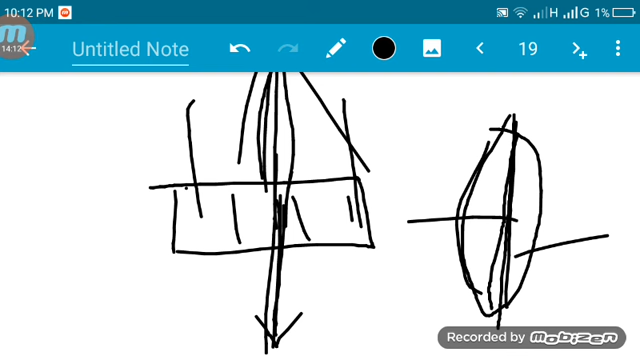 10:12 PM
H
G 1%
14:12
Untitled Note
19
Recorded by mobizen